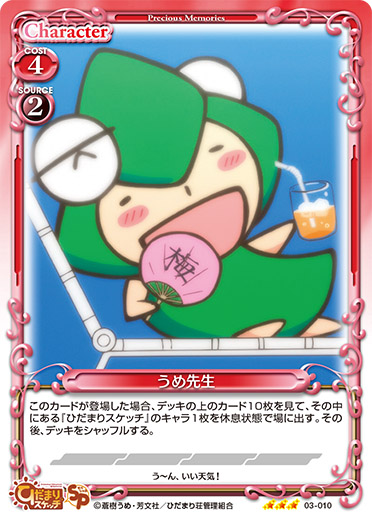 Precious Memories
Character
COST
4
SOURCE
2
梅
うめ先生
このカードが登場した場合、デッキの上のカード10枚を見て、その中
にある『ひだまりスケッチ』のキャラ1枚を休息状態で場に出す。その
後、デッキをシャッフルする。
う～ん、いい天気！
ひだまり
スケッチ
SP
©蒼樹うめ・芳文社／ひだまり荘管理組合
03-010